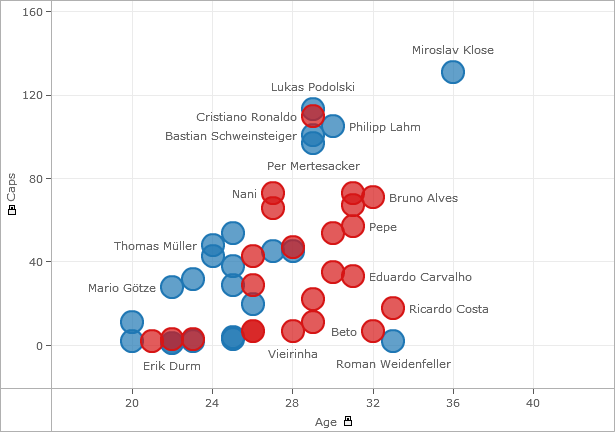 160
Miroslav Klose
120
Lukas Podolski
Cristiano Ronaldo
Philipp Lahm
Bastian Schweinsteiger
Per Mertesacker
Caps
80
Nani
Bruno Alves
Pepe
Thomas Müller
40
Eduardo Carvalho
Mario Götze
Ricardo Costa
Beto
0
Vieirinha
Erik Durm
Roman Weidenfeller
20
24
28
32
36
40
Age